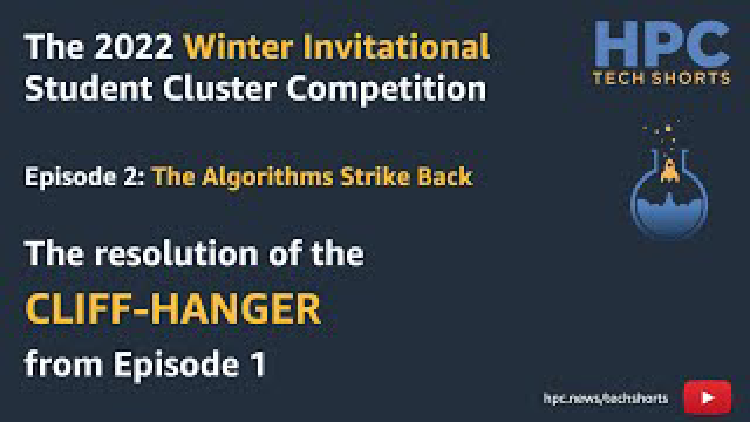 The 2022 Winter Invitational
Student Cluster Competition
HPC
TECH SHORTS
Episode 2: The Algorithms Strike Back
The resolution of the
CLIFF-HANGER
from Episode 1
hpc.news/techshorts